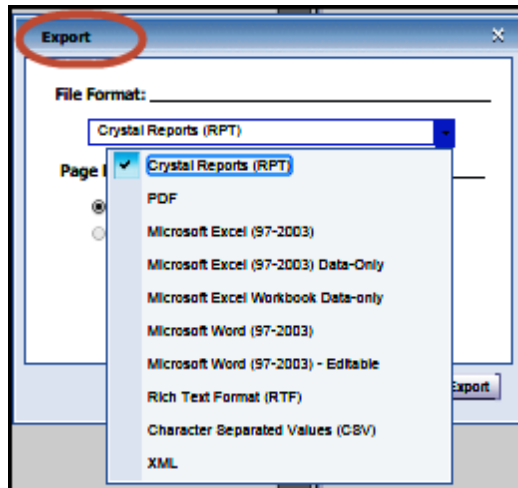 Export
File Format:
Crystal Reports (RPT)
Page
Crystal Reports (RPT)
PDF
Microsoft Excel (97-2003)
Microsoft Excel (97-2003) Data-Only
Microsoft Excel Workbook Data-only
Microsoft Word (97-2003)
Microsoft Word (97-2003) - Editable
Rich Text Format (RTF)
Export
Character Separated Values (CSV)
XML